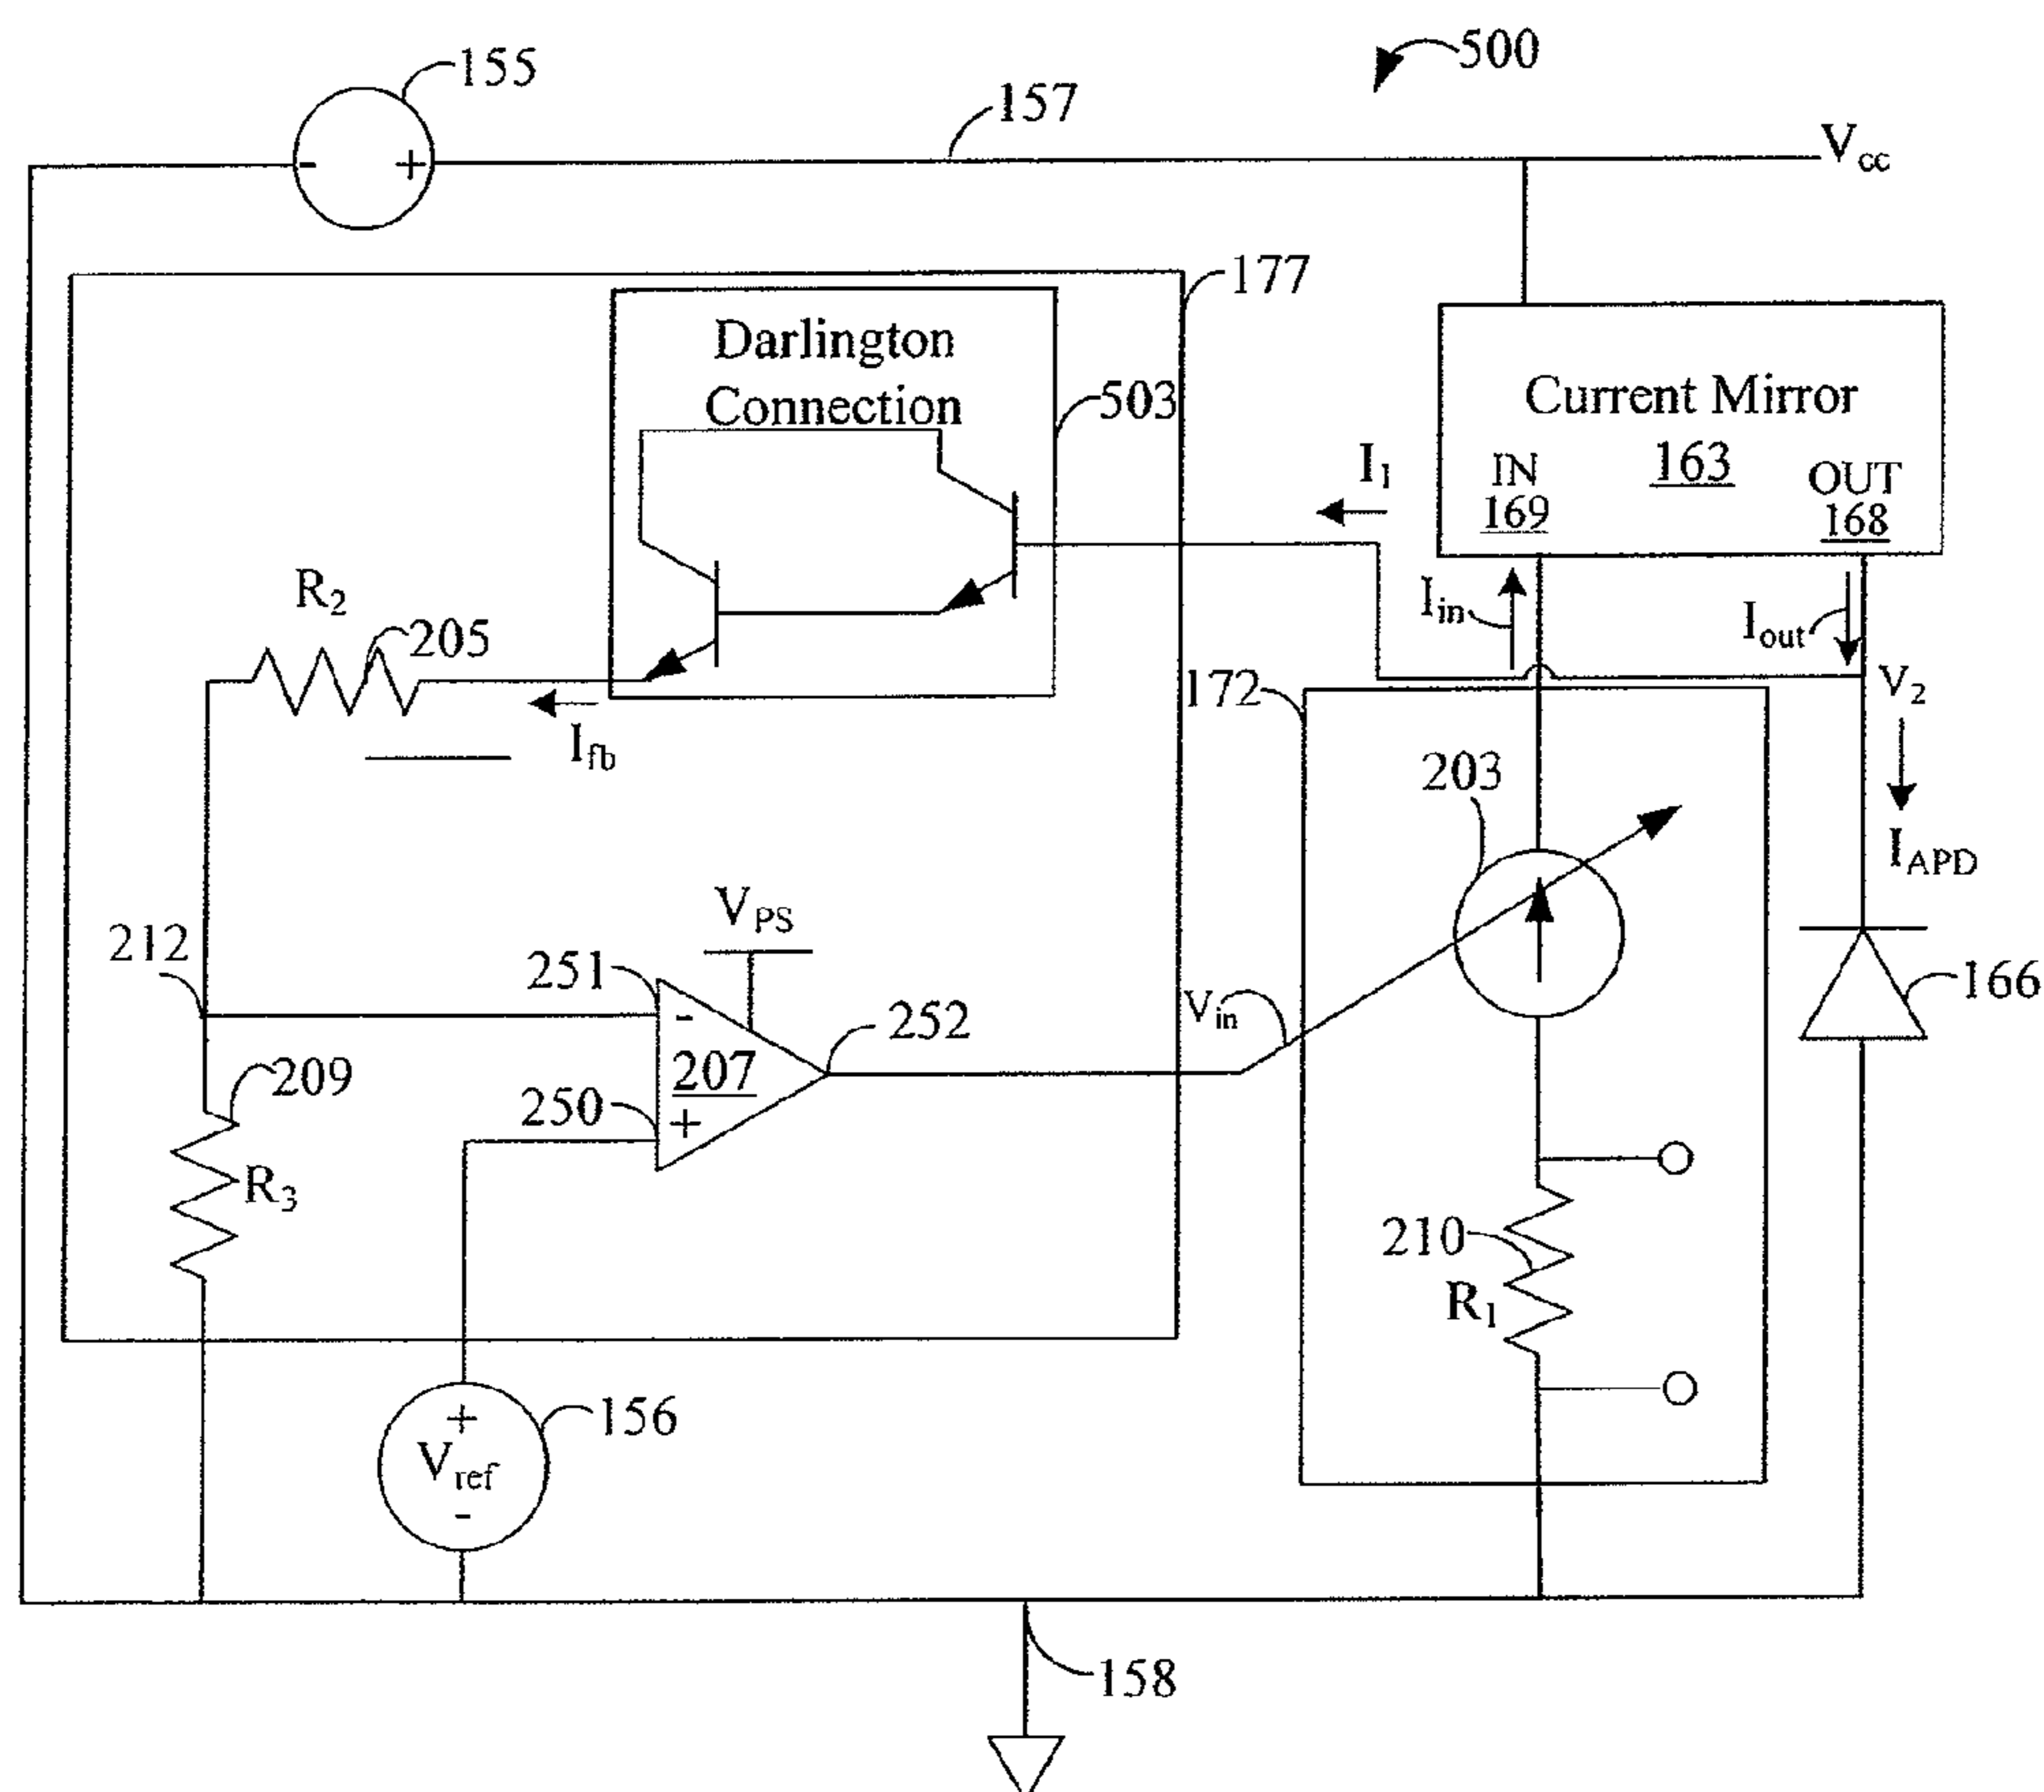 500
155
157
Vcc
177
Darlington
Connection
503
Current Mirror
163
IN
169
OUT
168
I1
Iin
Iout
R2
205
Ifb
172
V2
203
IAPD
VPS
212
251
-
207
250
+
252
Vin
166
209
R3
210
R1
+
Vref
-
156
158
- +